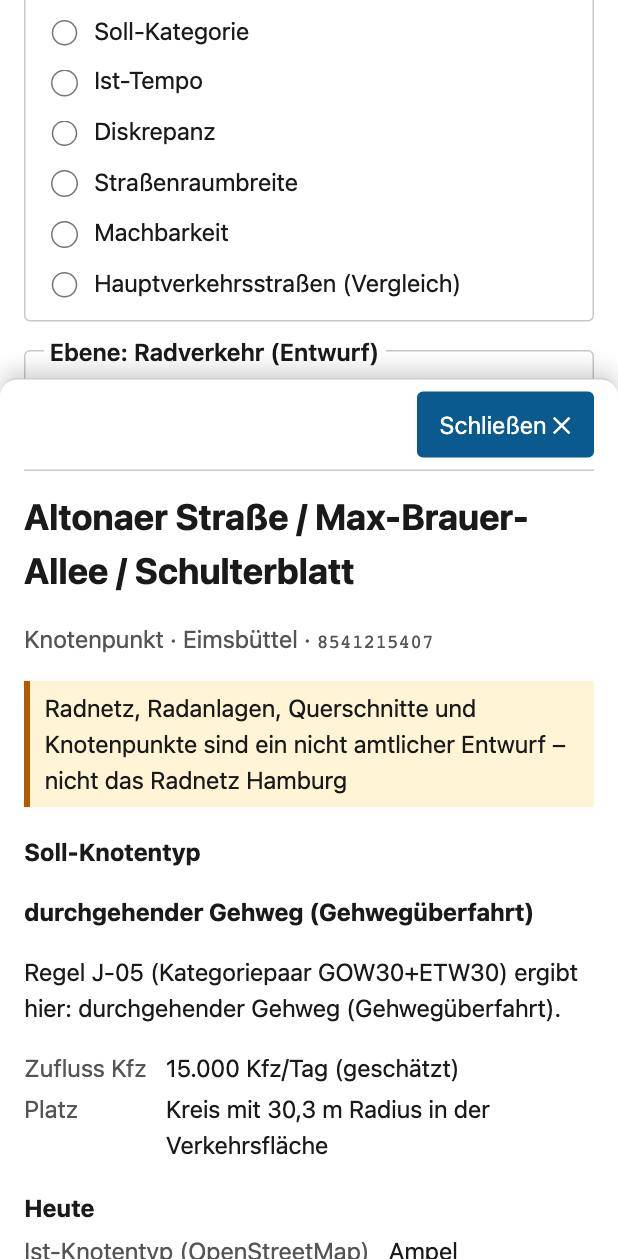 Soll-Kategorie
Ist-Tempo
Diskrepanz
Straßenraumbreite
Machbarkeit
Hauptverkehrsstraßen (Vergleich)
Ebene: Radverkehr (Entwurf)
Schließen ✕
Altonaer Straße / Max-Brauer-
Allee / Schulterblatt
Knotenpunkt · Eimsbüttel · 8541215407
Radnetz, Radanlagen, Querschnitte und
Knotenpunkte sind ein nicht amtlicher Entwurf –
nicht das Radnetz Hamburg
Soll-Knotentyp
durchgehender Gehweg (Gehwegüberfahrt)
Regel J-05 (Kategoriepaar GOW30+ETW30) ergibt
hier: durchgehender Gehweg (Gehwegüberfahrt).
Zufluss Kfz 15.000 Kfz/Tag (geschätzt)
Platz Kreis mit 30,3 m Radius in der
Verkehrsfläche
Heute
Ist-Knotentyp (OpenStreetMap) Ampel